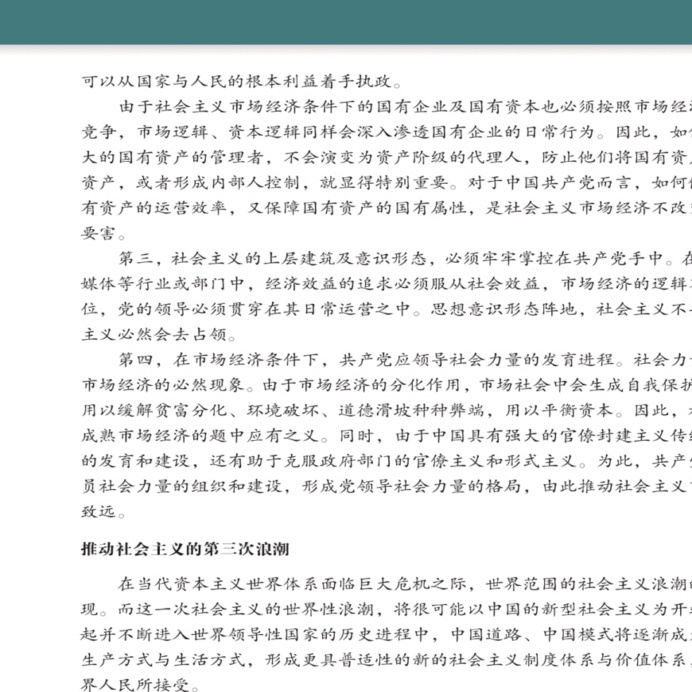 可以从国家与人民的根本利益着手执政。
由于社会主义市场经济条件下的国有企业及国有资本也必须按照市场经
竞争，市场逻辑、资本逻辑同样会深入渗透国有企业的日常行为。因此，如
大的国有资产的管理者，不会演变为资产阶级的代理人，防止他们将国有资
资产，或者形成内部人控制，就显得特别重要。对于中国共产党而言，如何
有资产的运营效率，又保障国有资产的国有属性，是社会主义市场经济不改
要害。
第三，社会主义的上层建筑及意识形态，必须牢牢掌控在共产党手中。在
媒体等行业或部门中，经济效益的追求必须服从社会效益，市场经济的逻辑
位，党的领导必须贯穿在其日常运营之中。思想意识形态阵地，社会主义不
主义必然会去占领。
第四，在市场经济条件下，共产党应领导社会力量的发育进程。社会力
市场经济的必然现象。由于市场经济的分化作用，市场社会中会生成自我保护
用以缓解贫富分化、环境破坏、道德滑坡种种弊端，用以平衡资本。因此，
成熟市场经济的题中应有之义。同时，由于中国具有强大的官僚封建主义传
的发育和建设，还有助于克服政府部门的官僚主义和形式主义。为此，共产
员社会力量的组织和建设，形成党领导社会力量的格局，由此推动社会主义
致远。
推动社会主义的第三次浪潮
在当代资本主义世界体系面临巨大危机之际，世界范围的社会主义浪潮
现。而这一次社会主义的世界性浪潮，将很可能以中国的新型社会主义为开
起并不断进入世界领导性国家的历史进程中，中国道路、中国模式将逐渐成
生产方式与生活方式，形成更具普适性的新的社会主义制度体系与价值体系
界人民所接受。